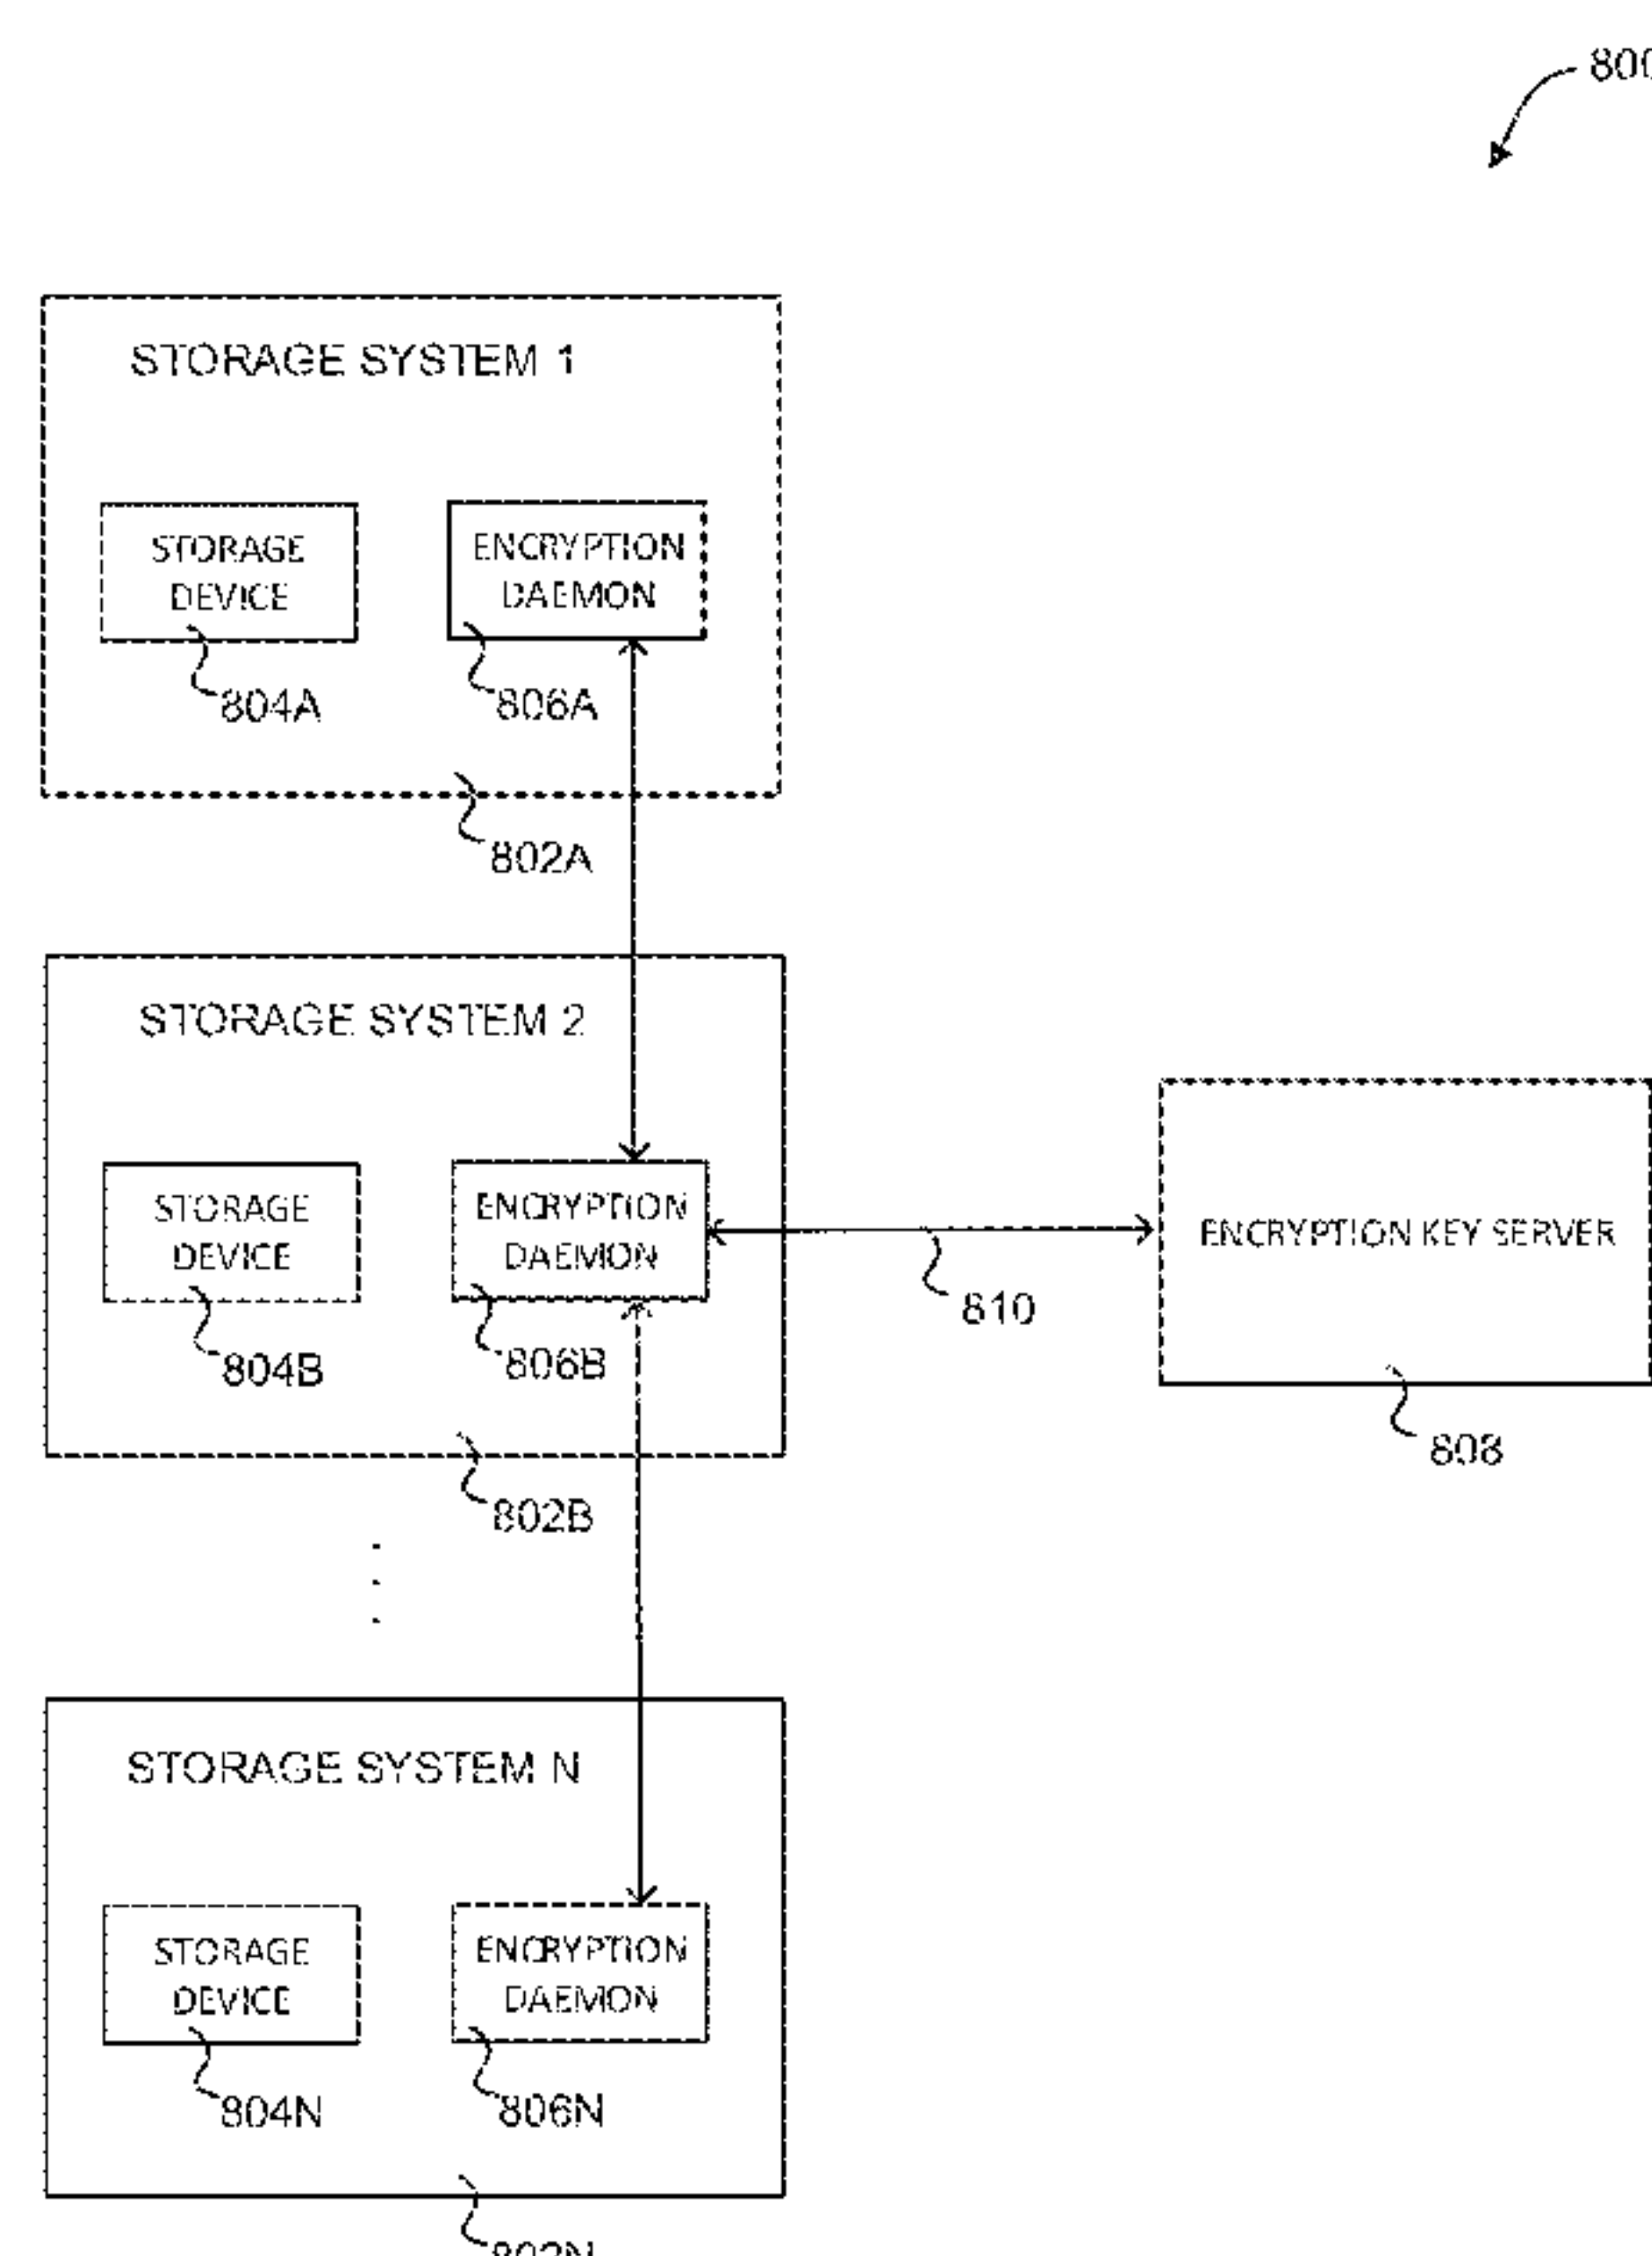 800
STORAGE SYSTEM 1
STORAGE
DEVICE
ENCRYPTION
DAEMON
804A
806A
802A
STORAGE SYSTEM 2
STORAGE
DEVICE
ENCRYPTION
DAEMON
ENCRYPTION KEY SERVER
810
804B
806B
808
802B
STORAGE SYSTEM N
STORAGE
DEVICE
ENCRYPTION
DAEMON
804N
806N
802N